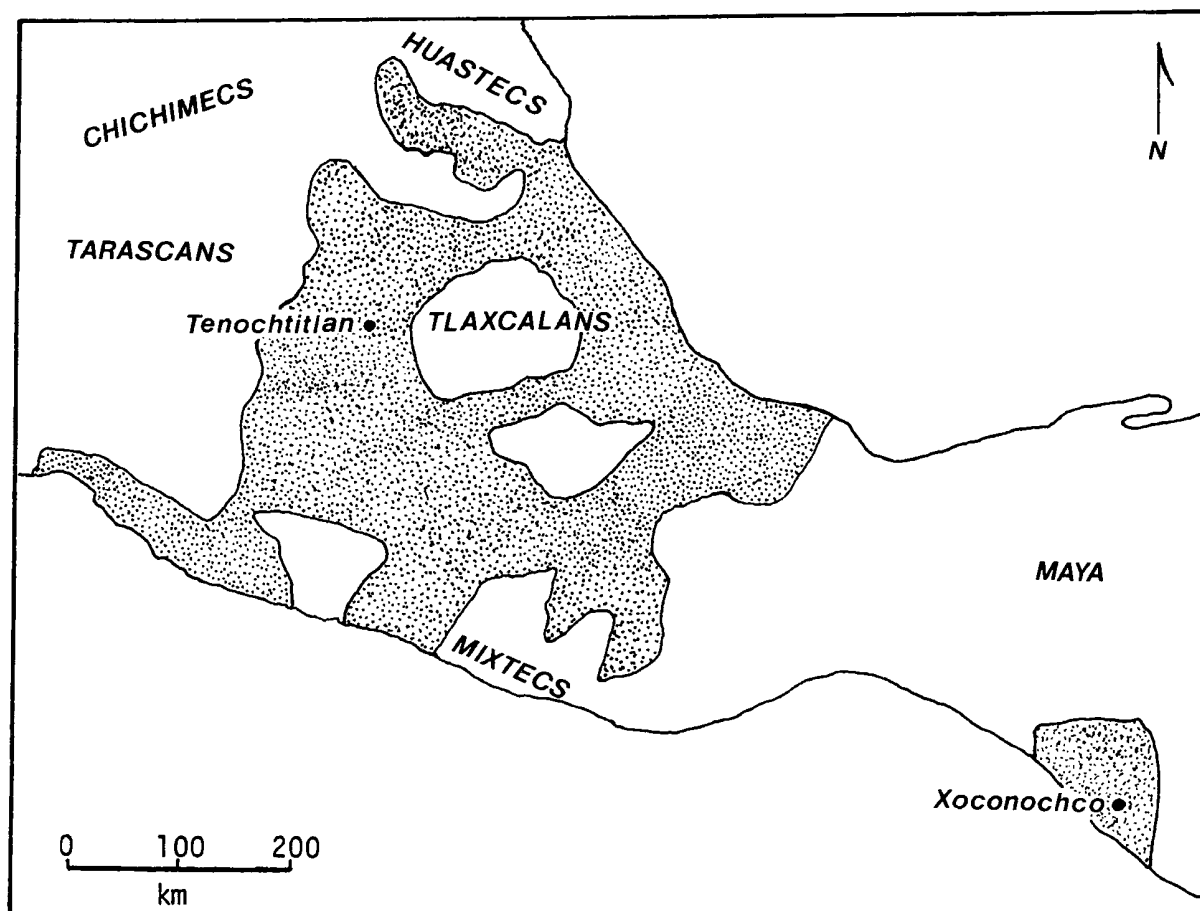 HUASTECS
CHICHIMECS
N
TARASCANS
Tenochtitlan
TLAXCALANS
MAYA
MIXTECS
Xoconochco
0 100 200
km